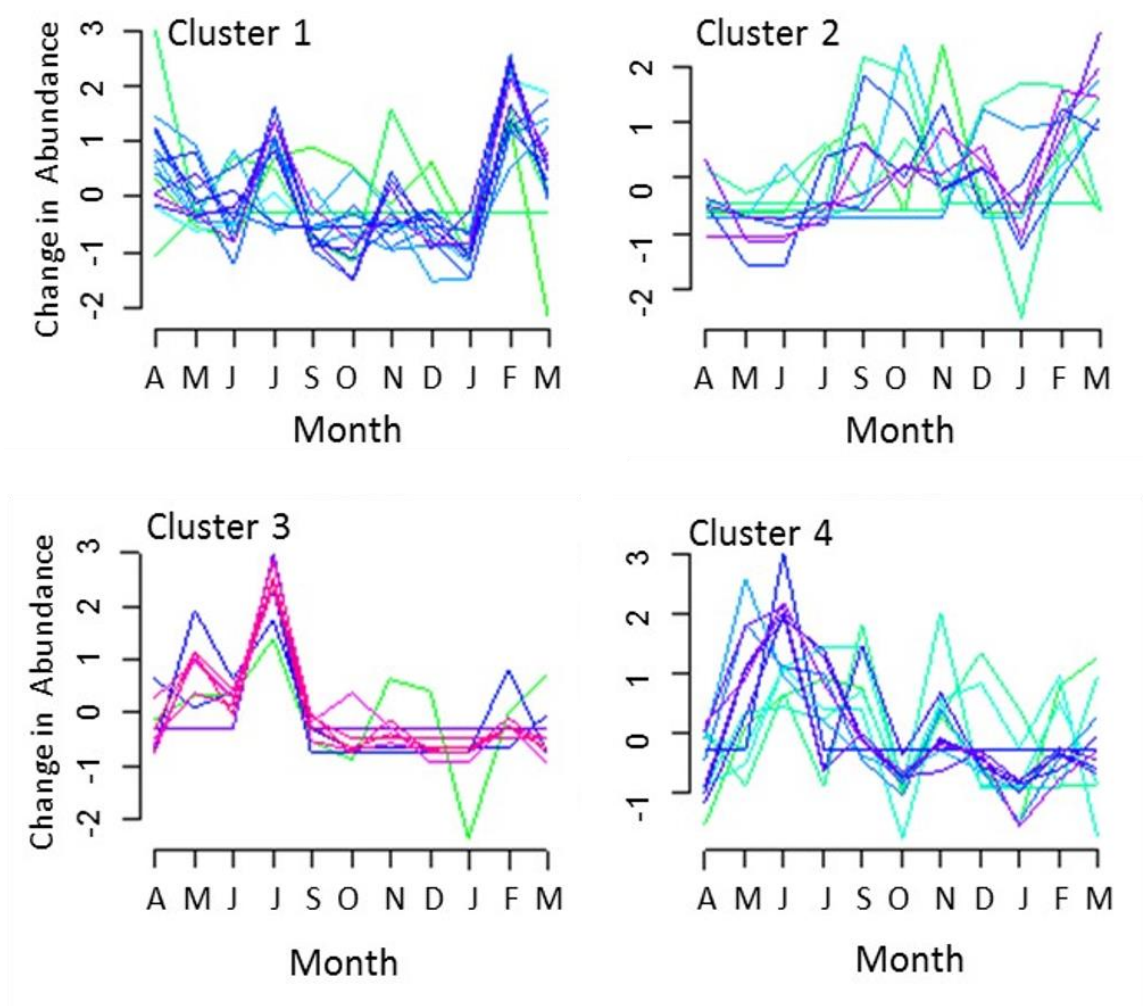 Cluster 1
Change in Abundance
3
2
1
0
-1
-2
A M J J S O N D J F M
Month
Cluster 2
2
1
0
-1
-2
A M J J S O N D J F M
Month
Cluster 3
Change in Abundance
3
2
1
0
-1
-2
A M J J S O N D J F M
Month
Cluster 4
3
2
1
0
-1
A M J J S O N D J F M
Month